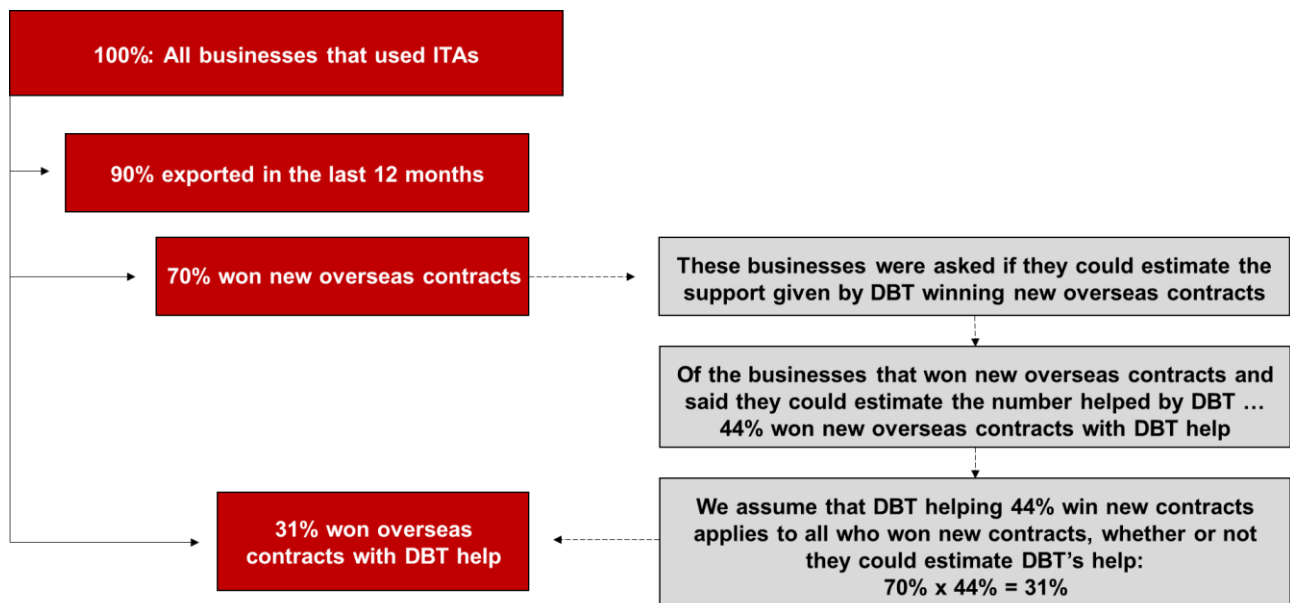 100%: All businesses that used ITAs
90% exported in the last 12 months
70% won new overseas contracts
These businesses were asked if they could estimate the
support given by DBT winning new overseas contracts
Of the businesses that won new overseas contracts and
said they could estimate the number helped by DBT …
44% won new overseas contracts with DBT help
We assume that DBT helping 44% win new contracts
applies to all who won new contracts, whether or not
they could estimate DBT’s help:
70% x 44% = 31%
31% won overseas
contracts with DBT help